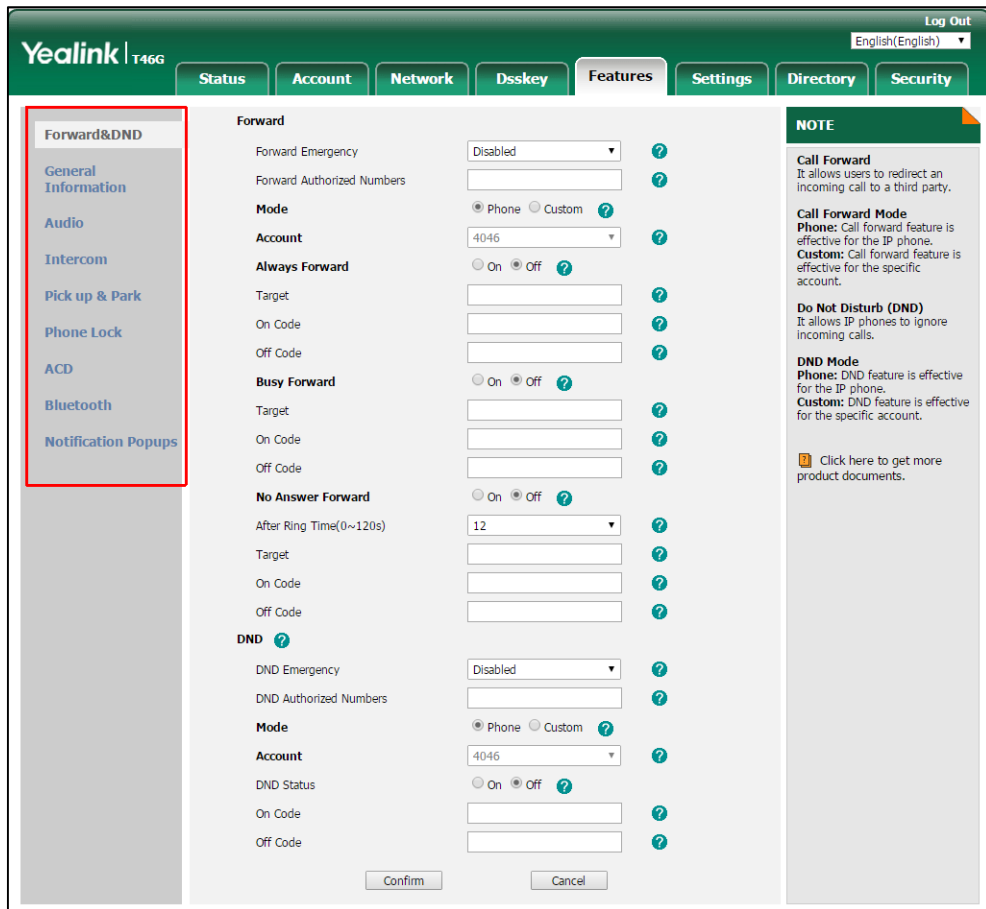 Log Out
English(English)
Yealink | T46G
Status Account Network Dsskey Features Settings Directory Security
Forward&DND
General
Information
Audio
Intercom
Pick up & Park
Phone Lock
ACD
Bluetooth
Notification Popups
Forward
Forward Emergency Disabled ?
Forward Authorized Numbers ?
Mode Phone Custom ?
Account 4046 ?
Always Forward On Off ?
Target ?
On Code ?
Off Code ?
Busy Forward On Off ?
Target ?
On Code ?
Off Code ?
No Answer Forward On Off ?
After Ring Time(0~120s) 12 ?
Target ?
On Code ?
Off Code ?
DND ?
DND Emergency Disabled ?
DND Authorized Numbers ?
Mode Phone Custom ?
Account 4046 ?
DND Status On Off ?
On Code ?
Off Code ?
Confirm Cancel
NOTE
Call Forward
It allows users to redirect an
incoming call to a third party.
Call Forward Mode
Phone: Call forward feature is
effective for the IP phone.
Custom: Call forward feature is
effective for the specific
account.
Do Not Disturb (DND)
It allows IP phones to ignore
incoming calls.
DND Mode
Phone: DND feature is effective
for the IP phone.
Custom: DND feature is effective
for the specific account.
? Click here to get more
product documents.